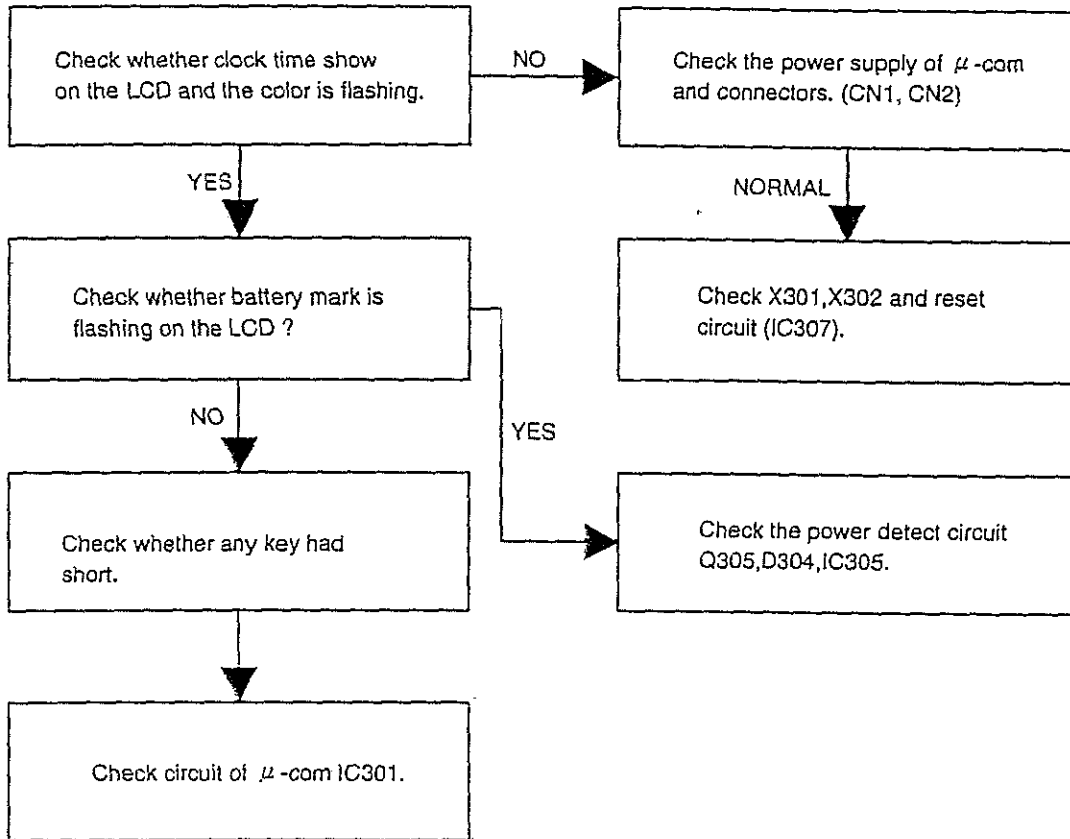 Check whether clock time show
on the LCD and the color is flashing.
NO
Check the power supply of μ-com
and connectors. (CN1, CN2)
YES
NORMAL
Check whether battery mark is
flashing on the LCD ?
Check X301,X302 and reset
circuit (IC307).
NO
YES
Check whether any key had
short.
Check the power detect circuit
Q305,D304,IC305.
Check circuit of μ-com IC301.